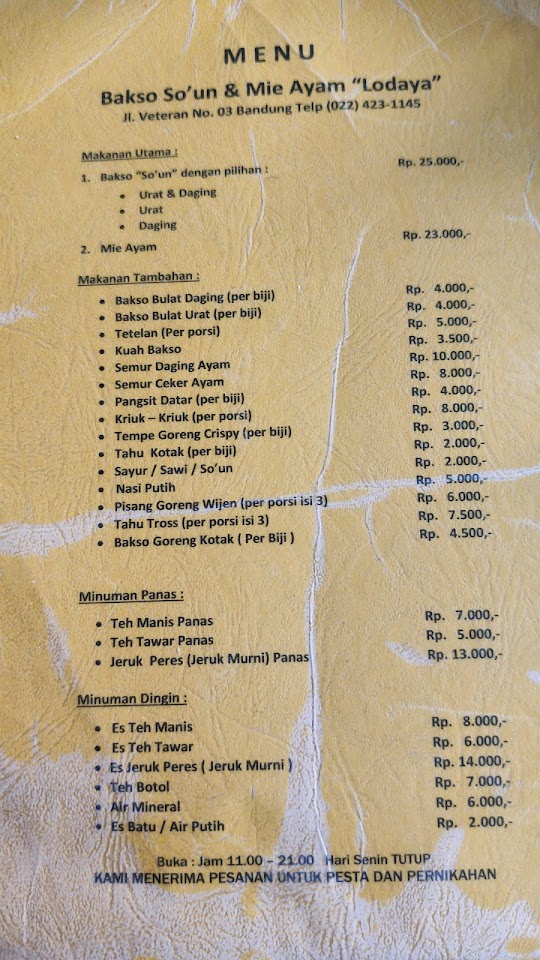 MENU
Bakso So'un & Mie Ayam "Lodaya"
Jl. Veteran No. 03 Bandung Telp (022) 423-1145
Makanan Utama :
1. Bakso "So'un" dengan pilihan : Rp. 25.000,-
• Urat & Daging
• Urat
• Daging
2. Mie Ayam Rp. 23.000,-
Makanan Tambahan :
• Bakso Bulat Daging (per biji) Rp. 4.000,-
• Bakso Bulat Urat (per biji) Rp. 4.000,-
• Tetelan (Per porsi) Rp. 5.000,-
• Kuah Bakso Rp. 3.500,-
• Semur Daging Ayam Rp. 10.000,-
• Semur Ceker Ayam Rp. 8.000,-
• Pangsit Datar (per biji) Rp. 4.000,-
• Kriuk – Kriuk (per porsi) Rp. 8.000,-
• Tempe Goreng Crispy (per biji) Rp. 3.000,-
• Tahu Kotak (per biji) Rp. 2.000,-
• Sayur / Sawi / So'un Rp. 2.000,-
• Nasi Putih Rp. 5.000,-
• Pisang Goreng Wijen (per porsi isi 3) Rp. 6.000,-
• Tahu Tross (per porsi isi 3) Rp. 7.500,-
• Bakso Goreng Kotak ( Per Biji ) Rp. 4.500,-
Minuman Panas :
• Teh Manis Panas Rp. 7.000,-
• Teh Tawar Panas Rp. 5.000,-
• Jeruk Peres (Jeruk Murni) Panas Rp. 13.000,-
Minuman Dingin :
• Es Teh Manis Rp. 8.000,-
• Es Teh Tawar Rp. 6.000,-
• Es Jeruk Peres ( Jeruk Murni ) Rp. 14.000,-
• Teh Botol Rp. 7.000,-
• Air Mineral Rp. 6.000,-
• Es Batu / Air Putih Rp. 2.000,-
Buka : Jam 11.00 – 21.00 Hari Senin TUTUP
KAMI MENERIMA PESANAN UNTUK PESTA DAN PERNIKAHAN